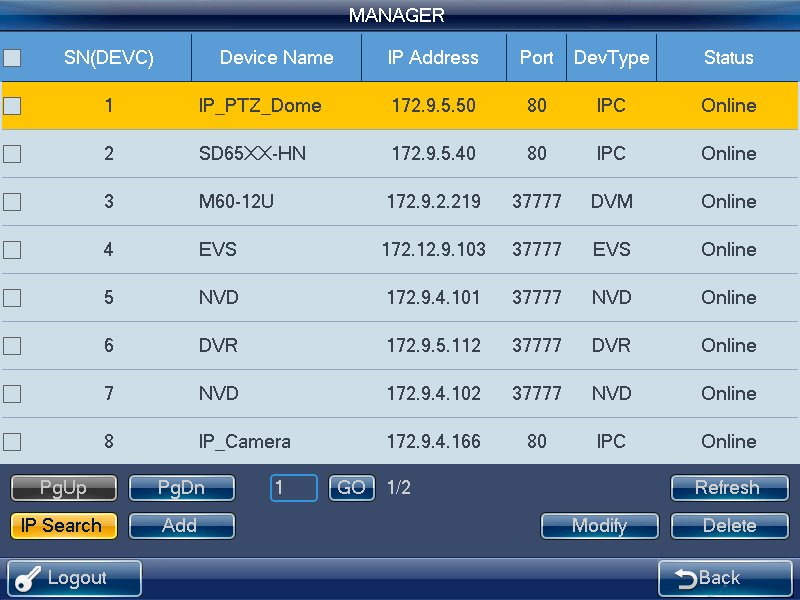 MANAGER
SN(DEVC) Device Name IP Address Port DevType Status
1 IP_PTZ_Dome 172.9.5.50 80 IPC Online
2 SD65XX-HN 172.9.5.40 80 IPC Online
3 M60-12U 172.9.2.219 37777 DVM Online
4 EVS 172.12.9.103 37777 EVS Online
5 NVD 172.9.4.101 37777 NVD Online
6 DVR 172.9.5.112 37777 DVR Online
7 NVD 172.9.4.102 37777 NVD Online
8 IP_Camera 172.9.4.166 80 IPC Online
PgUp PgDn 1 GO 1/2 Refresh
IP Search Add Modify Delete
Logout Back